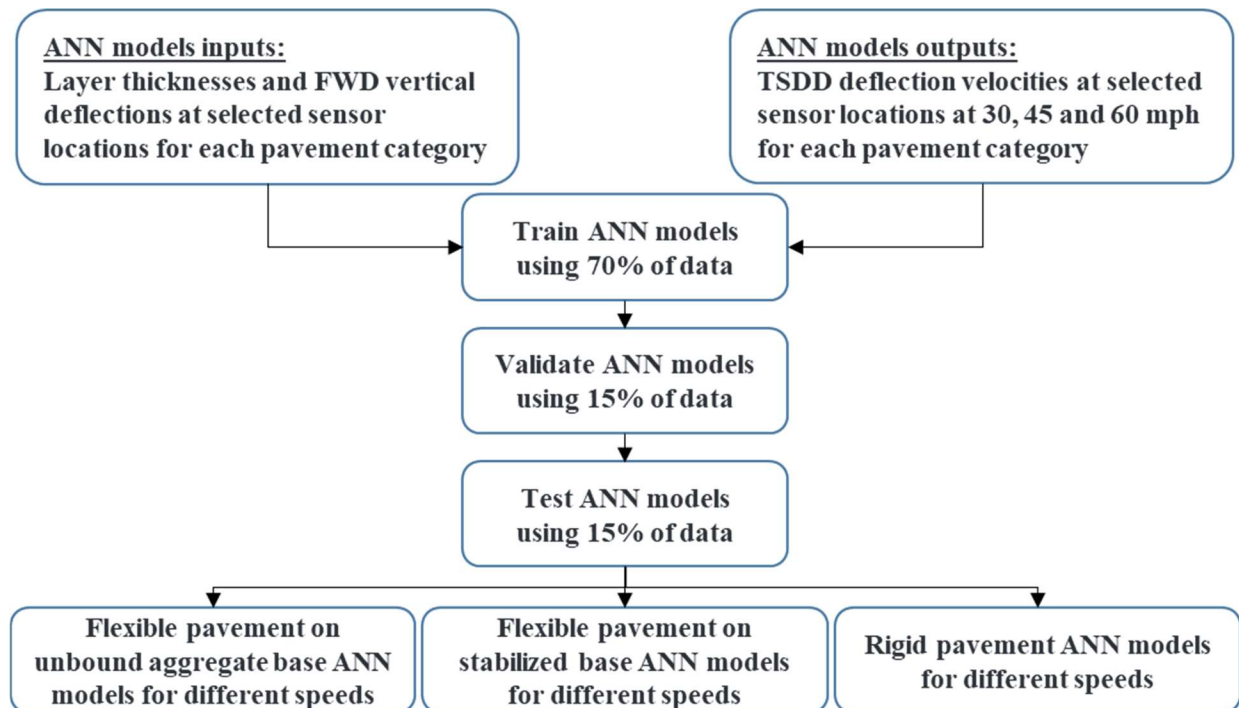 ANN models inputs:
Layer thicknesses and FWD vertical
deflections at selected sensor
locations for each pavement category
ANN models outputs:
TSDD deflection velocities at selected
sensor locations at 30, 45 and 60 mph
for each pavement category
Train ANN models
using 70% of data
Validate ANN models
using 15% of data
Test ANN models
using 15% of data
Flexible pavement on
unbound aggregate base ANN
models for different speeds
Flexible pavement on
stabilized base ANN models
for different speeds
Rigid pavement ANN models
for different speeds